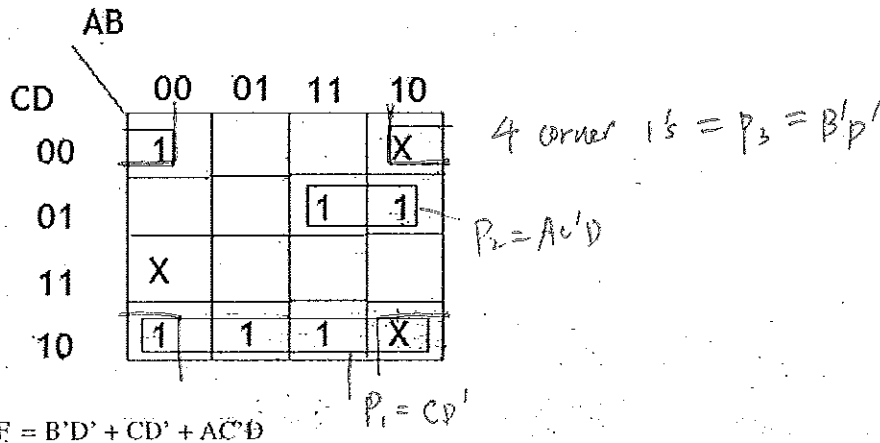 AB
CD 00 01 11 10
00 1 X
01 1 1
11 X
10 1 1 1 X
4 corner 1's = P3 = B'D'
P2 = AC'D
P1 = CD'
F = B'D' + CD' + AC'D